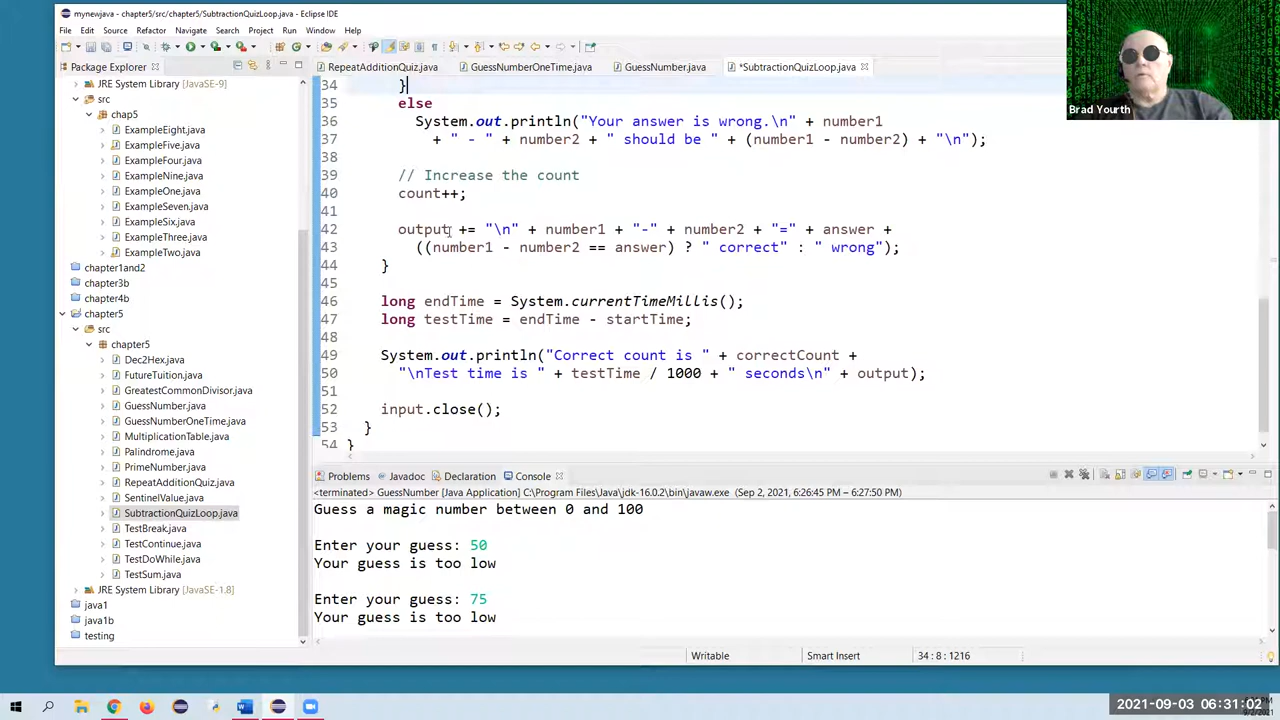 mynewjava - chapter5/src/chapter5/SubtractionQuizLoop.java - Eclipse IDE
File Edit Source Refactor Navigate Search Project Run Window Help
Package Explorer
RepeatAdditionQuiz.java GuessNumberOneTime.java GuessNumber.java *SubtractionQuizLoop.java
Brad Yourth
JRE System Library [JavaSE-9]
src
chap5
ExampleEight.java
ExampleFive.java
ExampleFour.java
ExampleNine.java
ExampleOne.java
ExampleSeven.java
ExampleSix.java
ExampleThree.java
ExampleTwo.java
chapter1and2
chapter3b
chapter4b
chapter5
src
chapter5
Dec2Hex.java
FutureTuition.java
GreatestCommonDivisor.java
GuessNumber.java
GuessNumberOneTime.java
MultiplicationTable.java
Palindrome.java
PrimeNumber.java
RepeatAdditionQuiz.java
SentinelValue.java
SubtractionQuizLoop.java
TestBreak.java
TestContinue.java
TestDoWhile.java
TestSum.java
JRE System Library [JavaSE-1.8]
java1
java1b
testing
34 }
35 else
36 System.out.println("Your answer is wrong.\n" + number1
37 + " - " + number2 + " should be " + (number1 - number2) + "\n");
38
39 // Increase the count
40 count++;
41
42 output += "\n" + number1 + "-" + number2 + "=" + answer +
43 ((number1 - number2 == answer) ? " correct" : " wrong");
44 }
45
46 long endTime = System.currentTimeMillis();
47 long testTime = endTime - startTime;
48
49 System.out.println("Correct count is " + correctCount +
50 "\nTest time is " + testTime / 1000 + " seconds\n" + output);
51
52 input.close();
53 }
54 }
Problems Javadoc Declaration Console
<terminated> GuessNumber [Java Application] C:\Program Files\Java\jdk-16.0.2\bin\javaw.exe (Sep 2, 2021, 6:26:45 PM – 6:27:50 PM)
Guess a magic number between 0 and 100
Enter your guess: 50
Your guess is too low
Enter your guess: 75
Your guess is too low
Writable Smart Insert 34 : 8 : 1216
2021-09-03 06:31:02